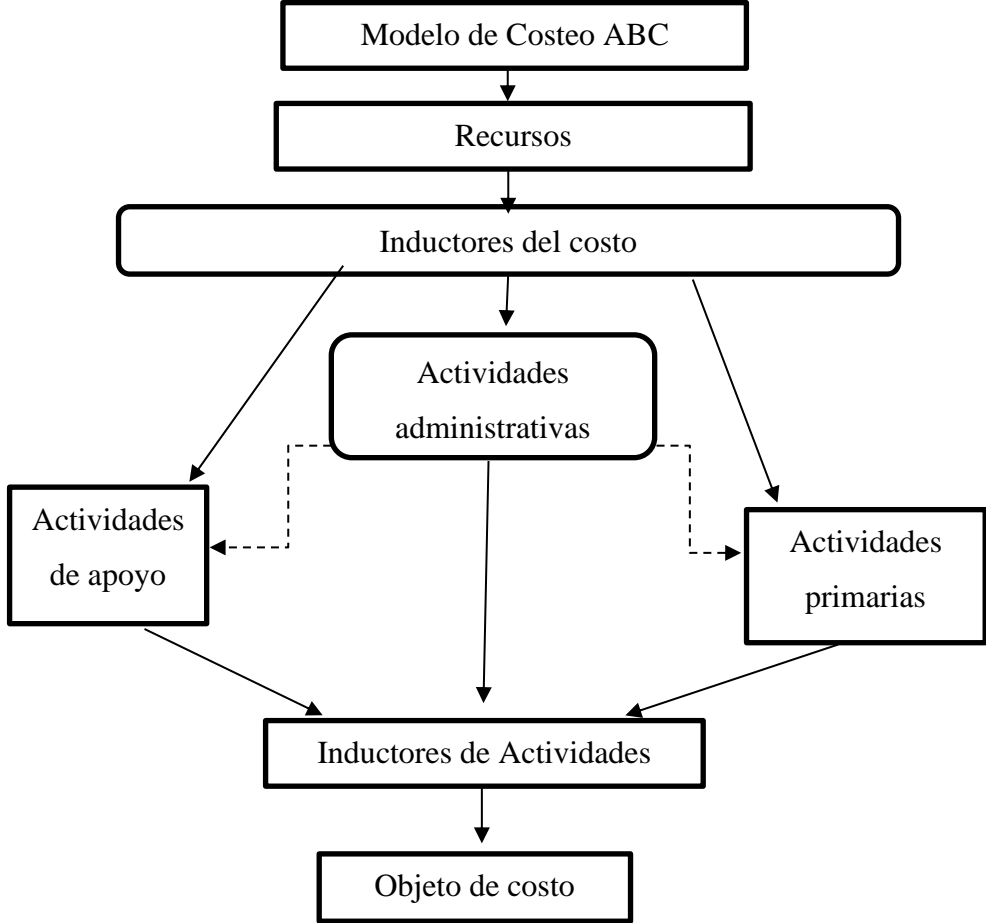 Modelo de Costeo ABC
Recursos
Inductores del costo
Actividades
administrativas
Actividades
de apoyo
Actividades
primarias
Inductores de Actividades
Objeto de costo